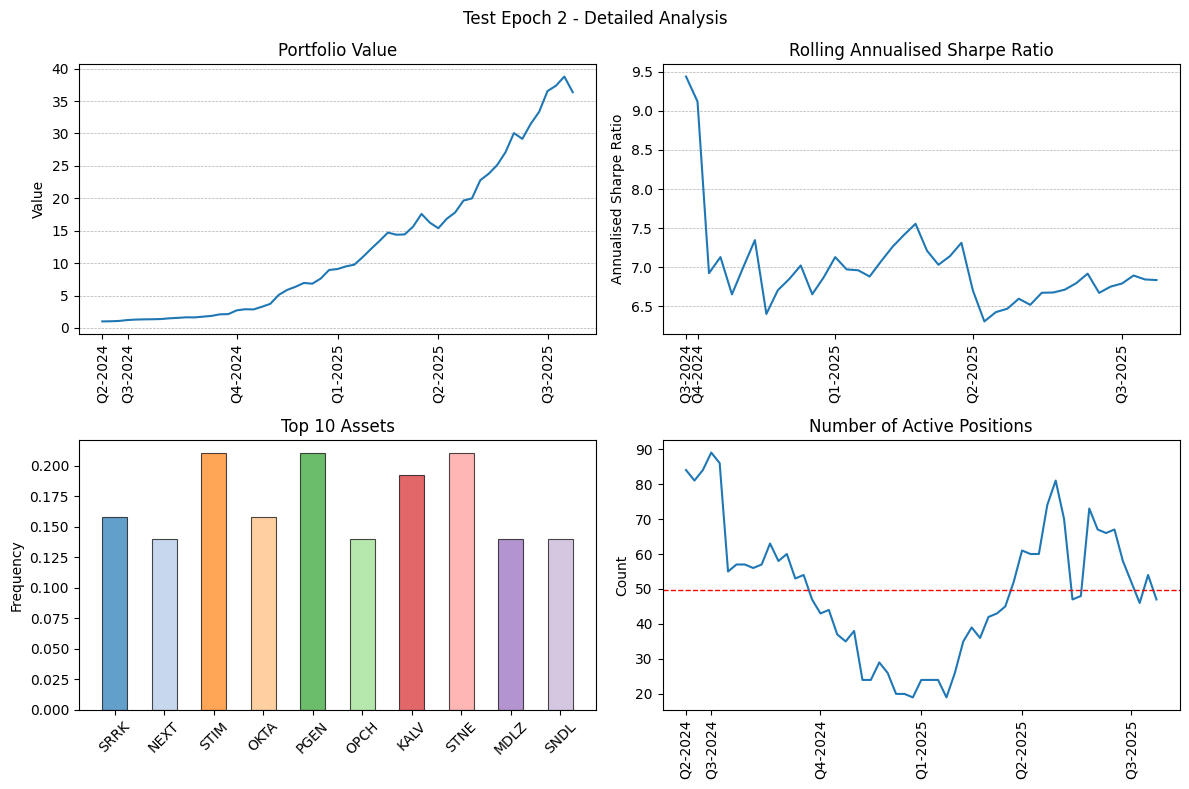 Test Epoch 2 - Detailed Analysis
Portfolio Value
40
35
30
25
20
15
10
5
0
Value
Q2-2024
Q3-2024
Q4-2024
Q1-2025
Q2-2025
Q3-2025
Rolling Annualised Sharpe Ratio
9.5
9.0
8.5
8.0
7.5
7.0
6.5
Annualised Sharpe Ratio
Q3-2024
Q4-2024
Q1-2025
Q2-2025
Q3-2025
Top 10 Assets
0.200
0.175
0.150
0.125
0.100
0.075
0.050
0.025
0.000
Frequency
SRRK
NEXT
STIM
OKTA
PGEN
OPCH
KALV
STNE
MDLZ
SNDL
Number of Active Positions
90
80
70
60
50
40
30
20
Count
Q2-2024
Q3-2024
Q4-2024
Q1-2025
Q2-2025
Q3-2025